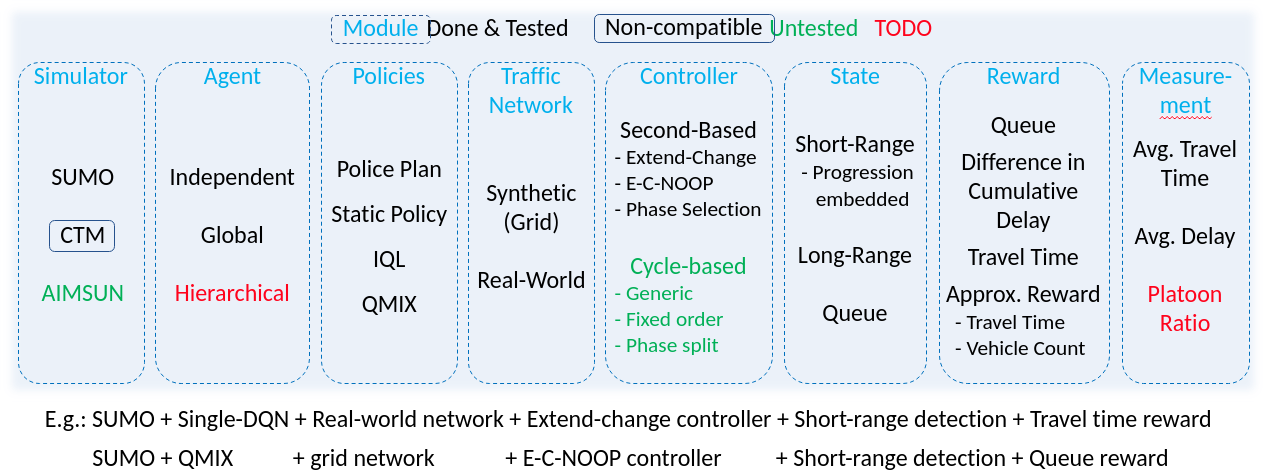 Module Done & Tested Non-compatible Untested TODO
Simulator
SUMO
CTM
AIMSUN
Agent
Independent
Global
Hierarchical
Policies
Police Plan
Static Policy
IQL
QMIX
Traffic
Network
Synthetic
(Grid)
Real-World
Controller
Second-Based
- Extend-Change
- E-C-NOOP
- Phase Selection
Cycle-based
- Generic
- Fixed order
- Phase split
State
Short-Range
- Progression
embedded
Long-Range
Queue
Reward
Queue
Difference in
Cumulative
Delay
Travel Time
Approx. Reward
- Travel Time
- Vehicle Count
Measure-
ment
Avg. Travel
Time
Avg. Delay
Platoon
Ratio
E.g.: SUMO + Single-DQN + Real-world network + Extend-change controller + Short-range detection + Travel time reward
SUMO + QMIX + grid network + E-C-NOOP controller + Short-range detection + Queue reward